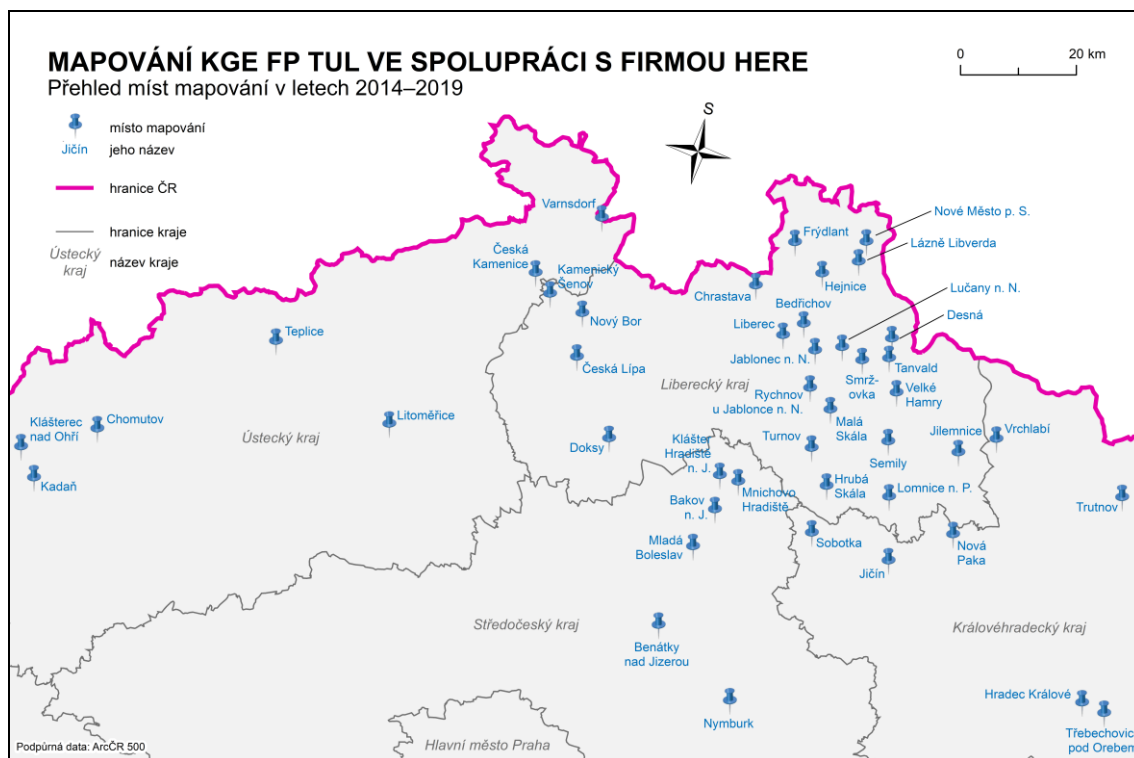 MAPOVÁNÍ KGE FP TUL VE SPOLUPRÁCI S FIRMOU HERE
Přehled míst mapování v letech 2014–2019
0 20 km
S
místo mapování
Jičín jeho název
hranice ČR
hranice kraje
Ústecký
kraj
název kraje
Varnsdorf
Česká
Kamenice
Kamenický
Šenov
Nový Bor
Česká Lípa
Teplice
Chomutov
Klášterec
nad Ohří
Kadaň
Litoměřice
Ústecký kraj
Doksy
Nové Město p. S.
Frýdlant
Lázně Libverda
Hejnice
Chrastava
Lučany n. N.
Bedřichov
Desná
Liberec
Jablonec n. N.
Tanvald
Smrž-
ovka
Liberecký kraj
Velké
Hamry
Rychnov
u Jablonce n. N.
Malá
Skála
Turnov
Semily
Jilemnice
Vrchlabí
Klášter
Hradiště
n. J.
Mnichovo
Hradiště
Hrubá
Skála
Lomnice n. P.
Trutnov
Bakov
n. J.
Mladá
Boleslav
Sobotka
Jičín
Nová
Paka
Středočeský kraj
Benátky
nad Jizerou
Královéhradecký kraj
Nymburk
Hradec Králové
Třebechovic
pod Orebem
Hlavní město Praha
Podpůrná data: ArcČR 500